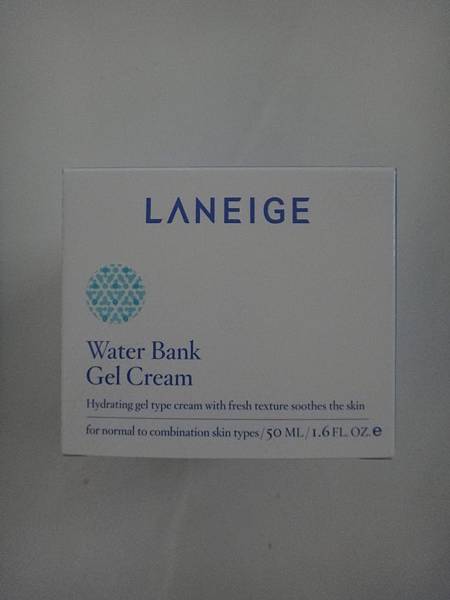 LANEIGE
Water Bank
Gel Cream
Hydrating gel type cream with fresh texture soothes the skin
for normal to combination skin types / 50 ML / 1.6 FL. OZ. e